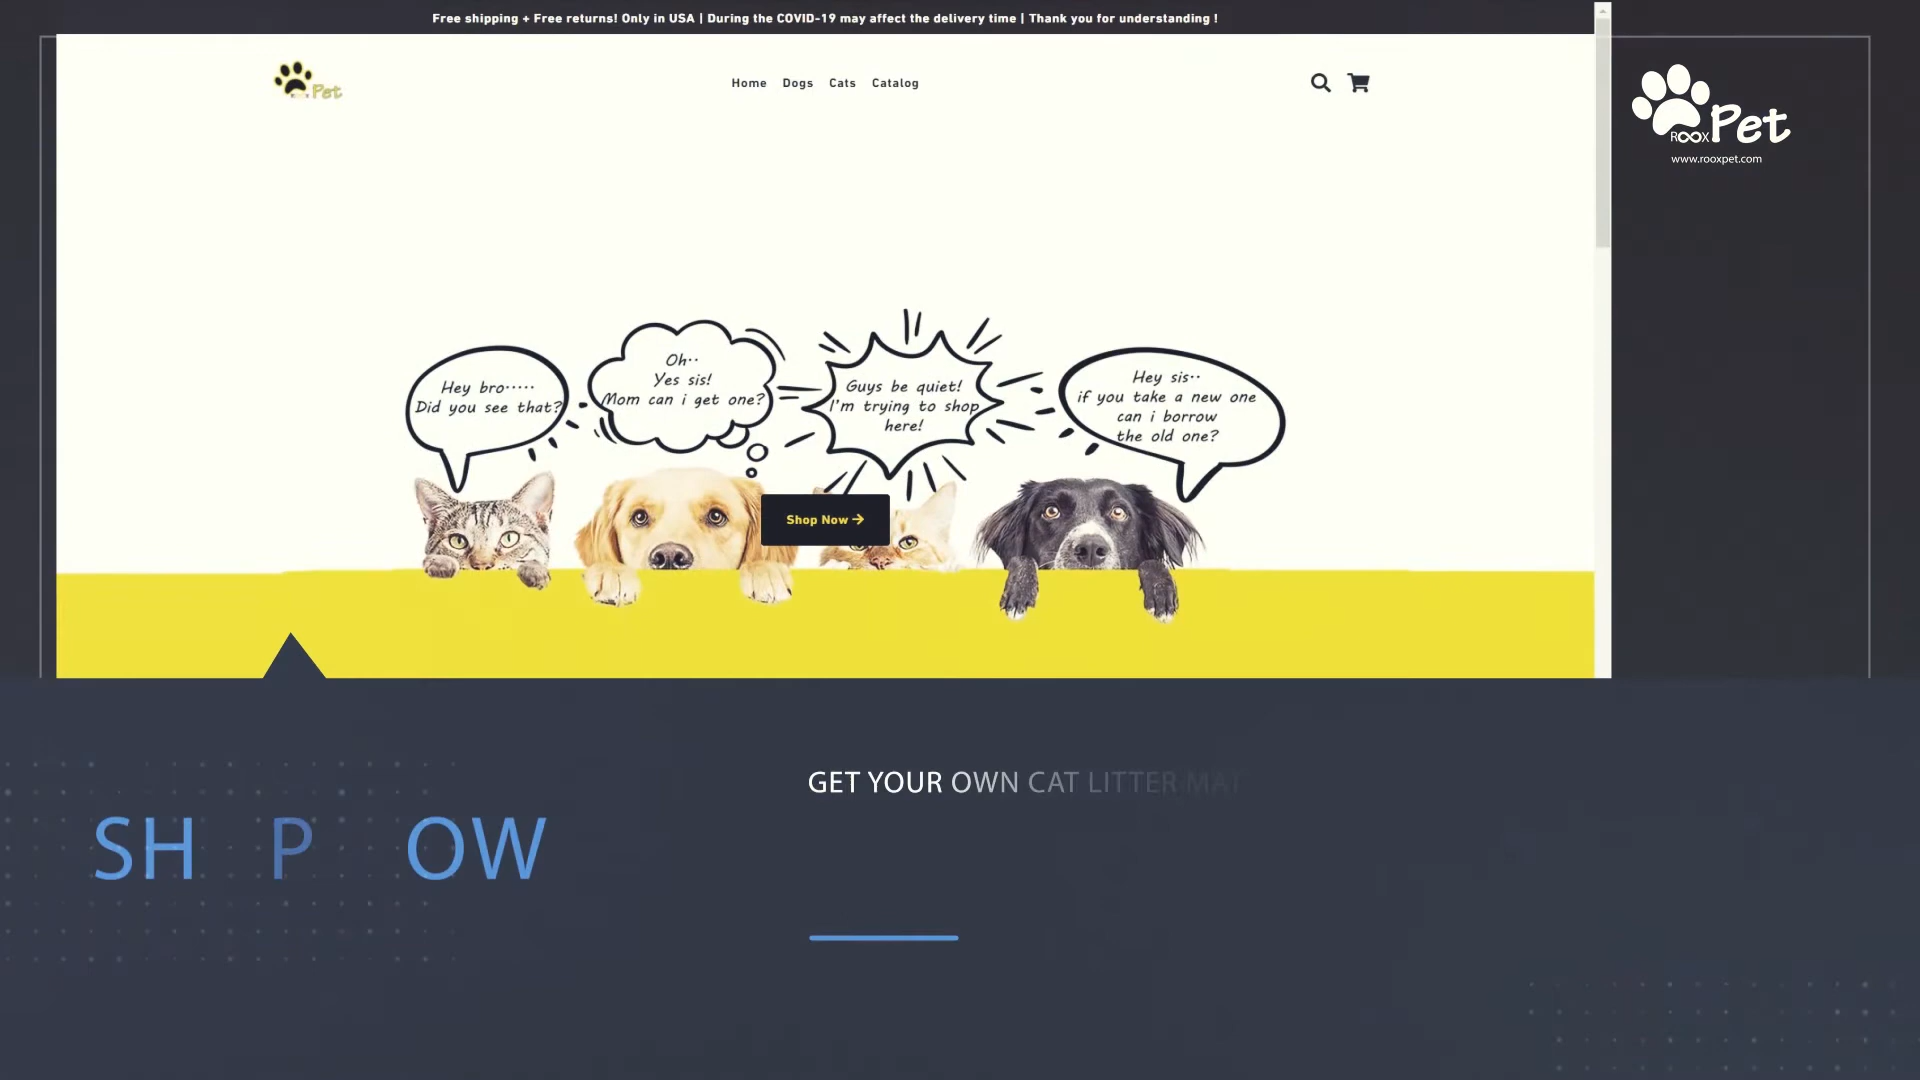 Free shipping + Free returns! Only in USA | During the COVID-19 may affect the delivery time | Thank you for understanding !
Pet
Home Dogs Cats Catalog
ROOX Pet
www.rooxpet.com
Hey bro·····
Did you see that?
Oh··
Yes sis!
Mom can i get one?
Guys be quiet!
I'm trying to shop
here!
Hey sis··
if you take a new one
can i borrow
the old one?
Shop Now →
GET YOUR OWN CAT LITTER MAT
SH P OW